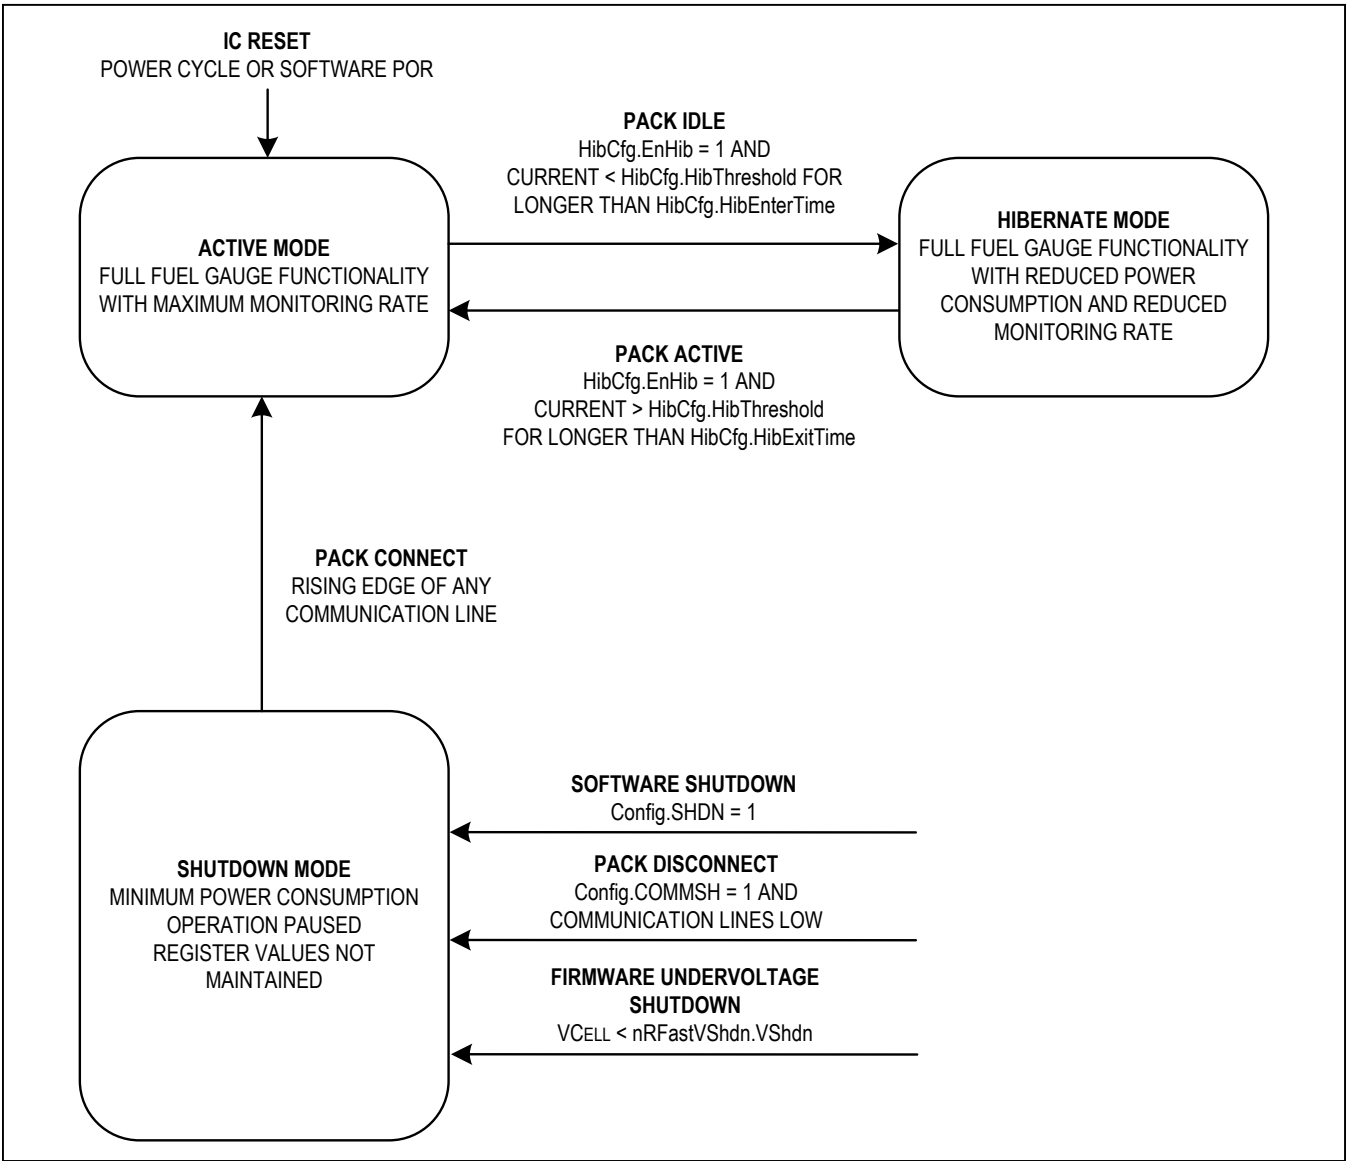 IC RESET
POWER CYCLE OR SOFTWARE POR
PACK IDLE
HibCfg.EnHib = 1 AND
CURRENT < HibCfg.HibThreshold FOR
LONGER THAN HibCfg.HibEnterTime
ACTIVE MODE
FULL FUEL GAUGE FUNCTIONALITY
WITH MAXIMUM MONITORING RATE
HIBERNATE MODE
FULL FUEL GAUGE FUNCTIONALITY
WITH REDUCED POWER
CONSUMPTION AND REDUCED
MONITORING RATE
PACK ACTIVE
HibCfg.EnHib = 1 AND
CURRENT > HibCfg.HibThreshold
FOR LONGER THAN HibCfg.HibExitTime
PACK CONNECT
RISING EDGE OF ANY
COMMUNICATION LINE
SOFTWARE SHUTDOWN
Config.SHDN = 1
SHUTDOWN MODE
MINIMUM POWER CONSUMPTION
OPERATION PAUSED
REGISTER VALUES NOT
MAINTAINED
PACK DISCONNECT
Config.COMMSH = 1 AND
COMMUNICATION LINES LOW
FIRMWARE UNDERVOLTAGE
SHUTDOWN
VCELL < nRFastVShdn.VShdn